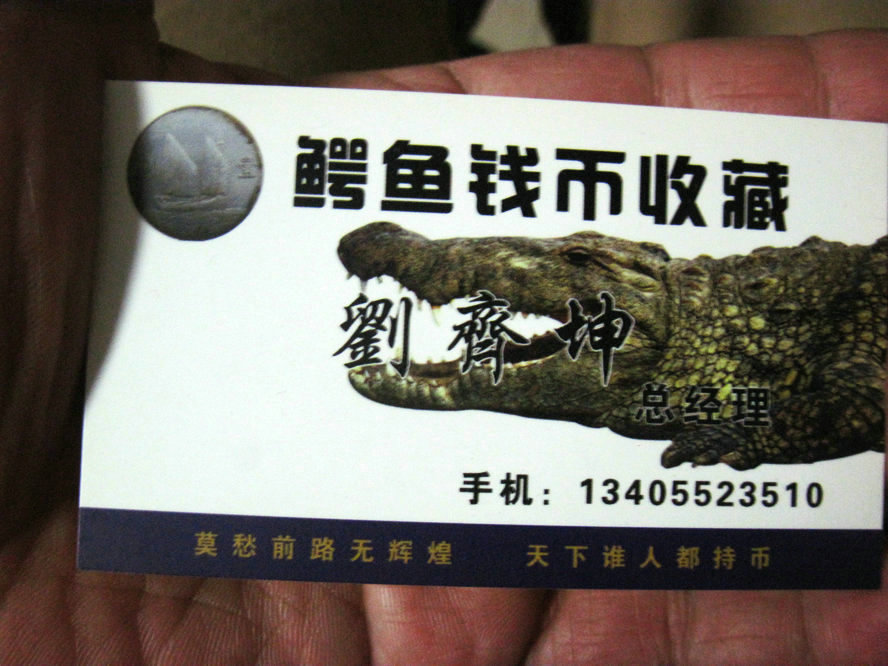 鳄鱼钱币收藏
劉齊坤
总经理
手机：13405523510
莫愁前路无辉煌 天下谁人都持币